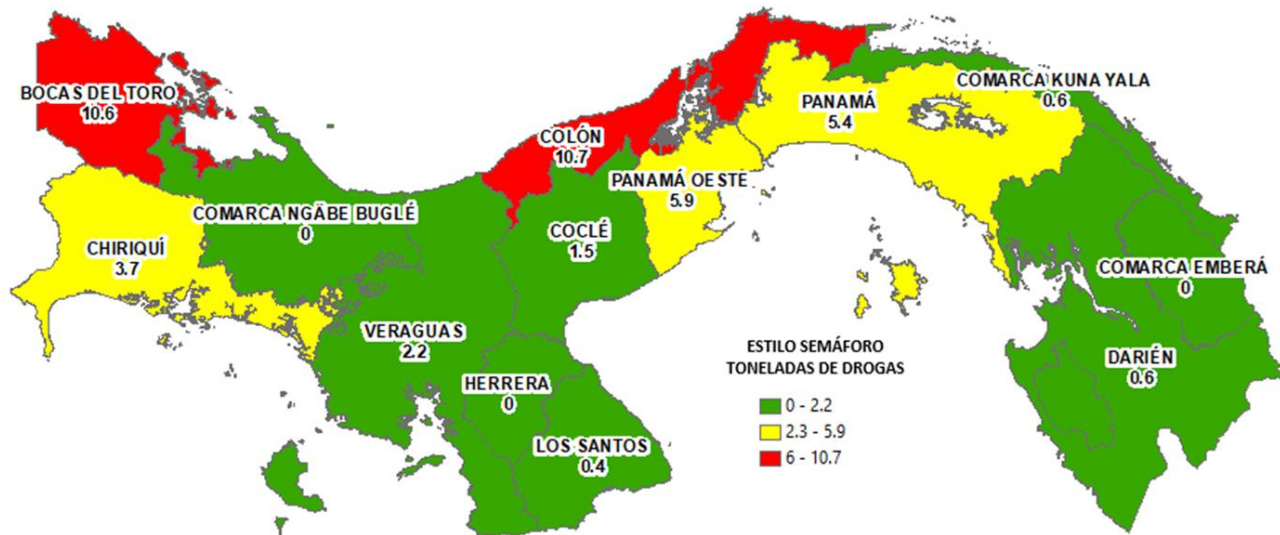 BOCAS DEL TORO
10.6
COMARCA KUNA YALA
0.6
PANAMÁ
5.4
COLÓN
10.7
PANAMÁ OESTE
5.9
COMARCA NGÄBE BUGLÉ
0
COCLÉ
1.5
CHIRIQUÍ
3.7
COMARCA EMBERÁ
0
VERAGUAS
2.2
HERRERA
0
LOS SANTOS
0.4
DARIÉN
0.6
ESTILO SEMÁFORO
TONELADAS DE DROGAS
0 - 2.2
2.3 - 5.9
6 - 10.7